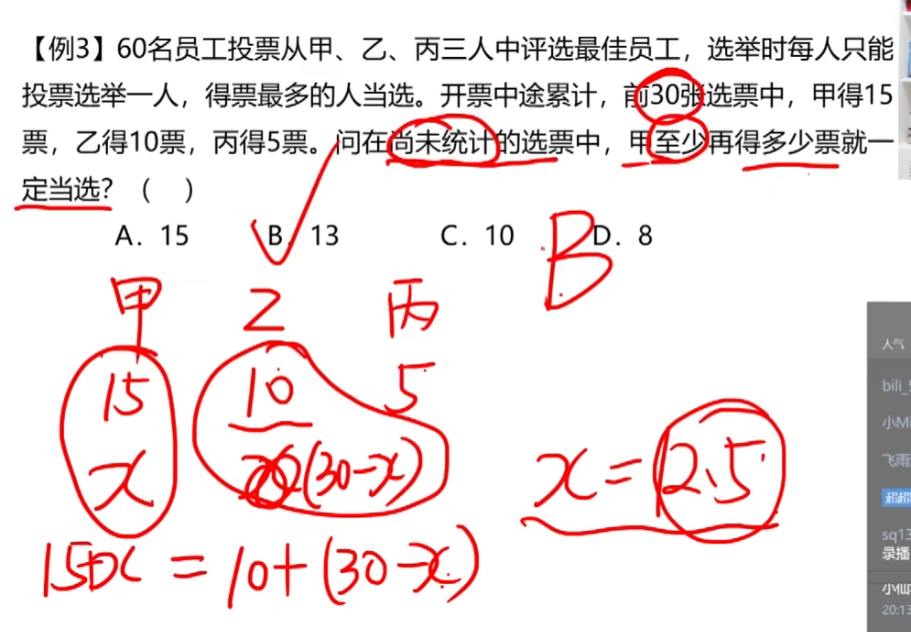 【例3】60名员工投票从甲、乙、丙三人中评选最佳员工，选举时每人只能
投票选举一人，得票最多的人当选。开票中途累计，前30张选票中，甲得15
票，乙得10票，丙得5票。问在尚未统计的选票中，甲至少再得多少票就一
定当选？（ ）
A. 15 B. 13 C. 10 D. 8
B
甲 乙 丙
15 10 5
x (30-x)
x=12.5
15+x = 10+(30-x)
人气
bili_5
小Mi
飞雨
超超
sq13
录播
小仙
20:13